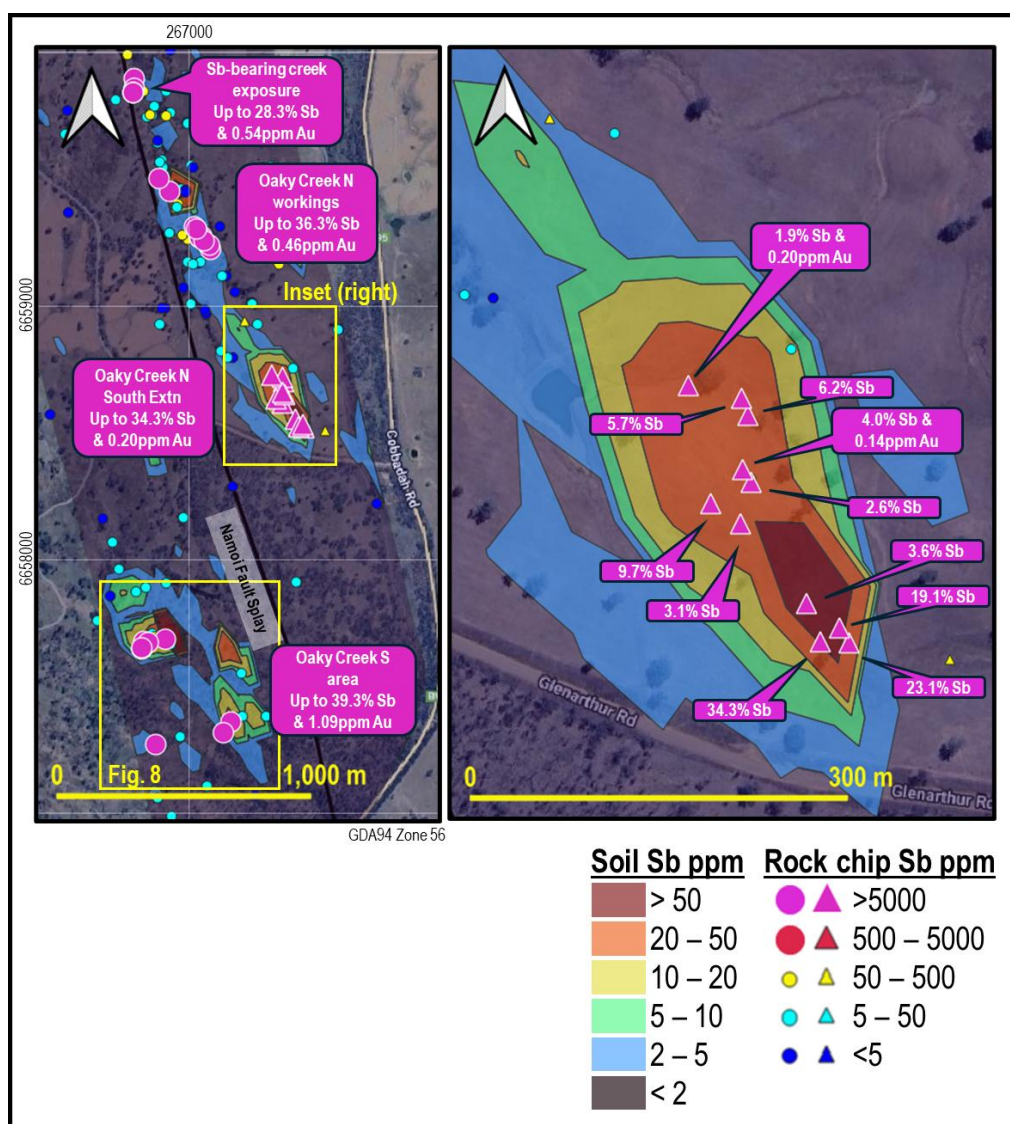 267000
6659000
6658000
Sb-bearing creek
exposure
Up to 28.3% Sb
& 0.54ppm Au
Oaky Creek N
workings
Up to 36.3% Sb
& 0.46ppm Au
Inset (right)
Oaky Creek N
South Extn
Up to 34.3% Sb
& 0.20ppm Au
Cobbadah Rd
Namoi Fault Splay
Oaky Creek S
area
Up to 39.3% Sb
& 1.09ppm Au
Fig. 8
0
1,000 m
GDA94 Zone 56
1.9% Sb &
0.20ppm Au
6.2% Sb
5.7% Sb
4.0% Sb &
0.14ppm Au
2.6% Sb
9.7% Sb
3.1% Sb
3.6% Sb
19.1% Sb
23.1% Sb
34.3% Sb
Glenarthur Rd
Glenarthur Rd
0
300 m
Soil Sb ppm
> 50
20 – 50
10 – 20
5 – 10
2 – 5
< 2
Rock chip Sb ppm
>5000
500 – 5000
50 – 500
5 – 50
<5